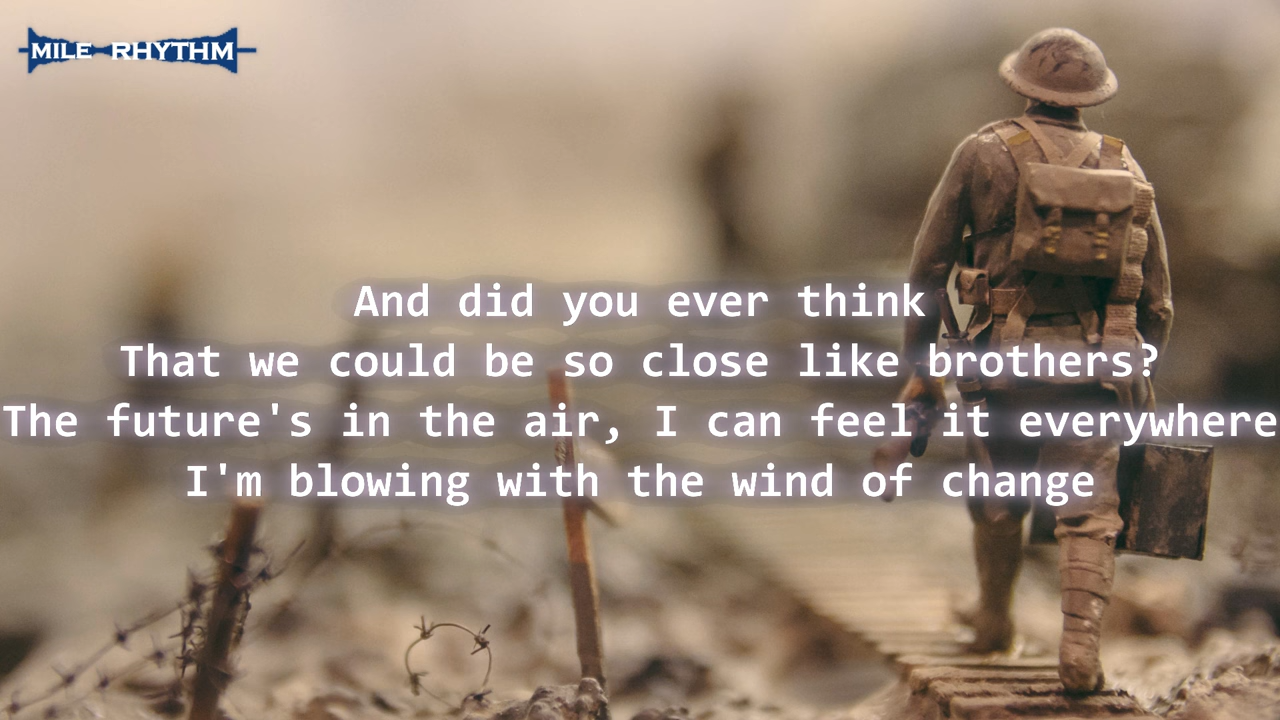 MILE RHYTHM
And did you ever think
That we could be so close like brothers?
The future's in the air, I can feel it everywhere
I'm blowing with the wind of change